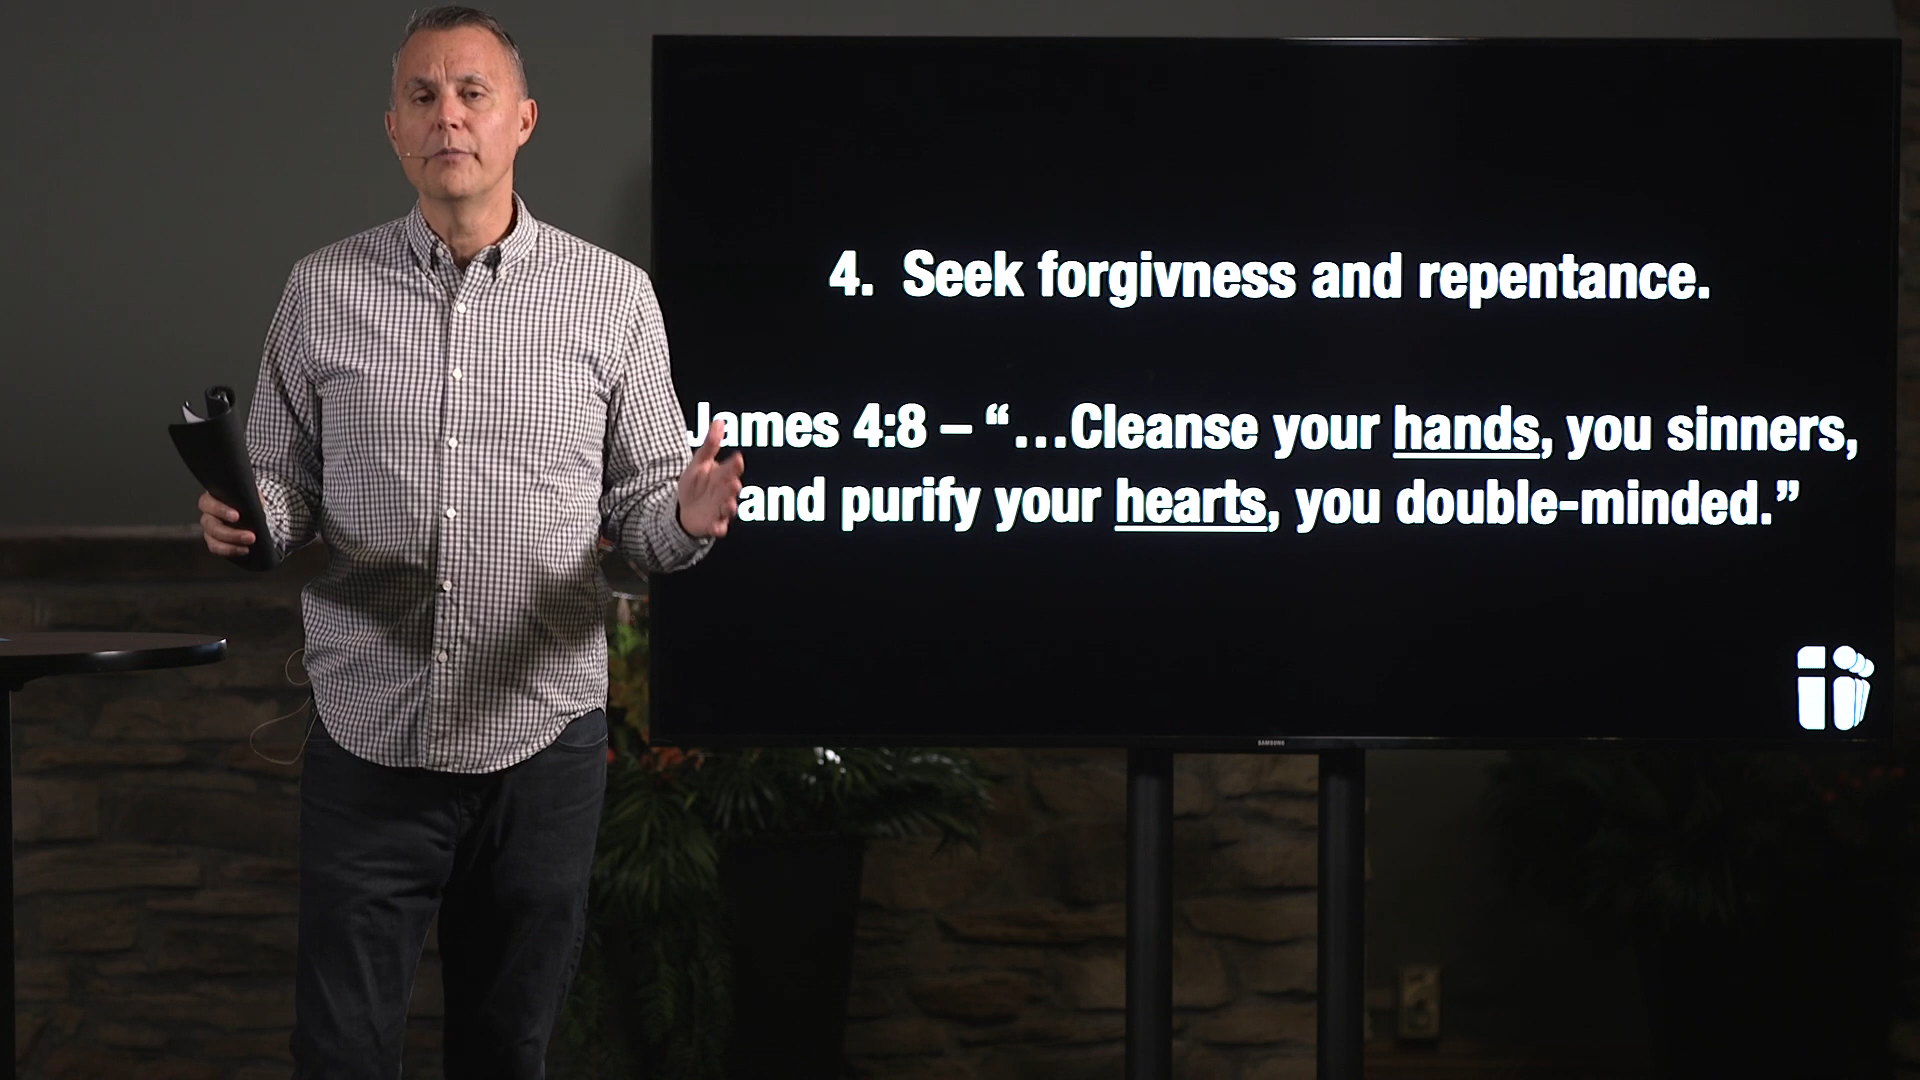 4. Seek forgivness and repentance.
James 4:8 – “…Cleanse your hands, you sinners,
and purify your hearts, you double-minded.”
SAMSUNG